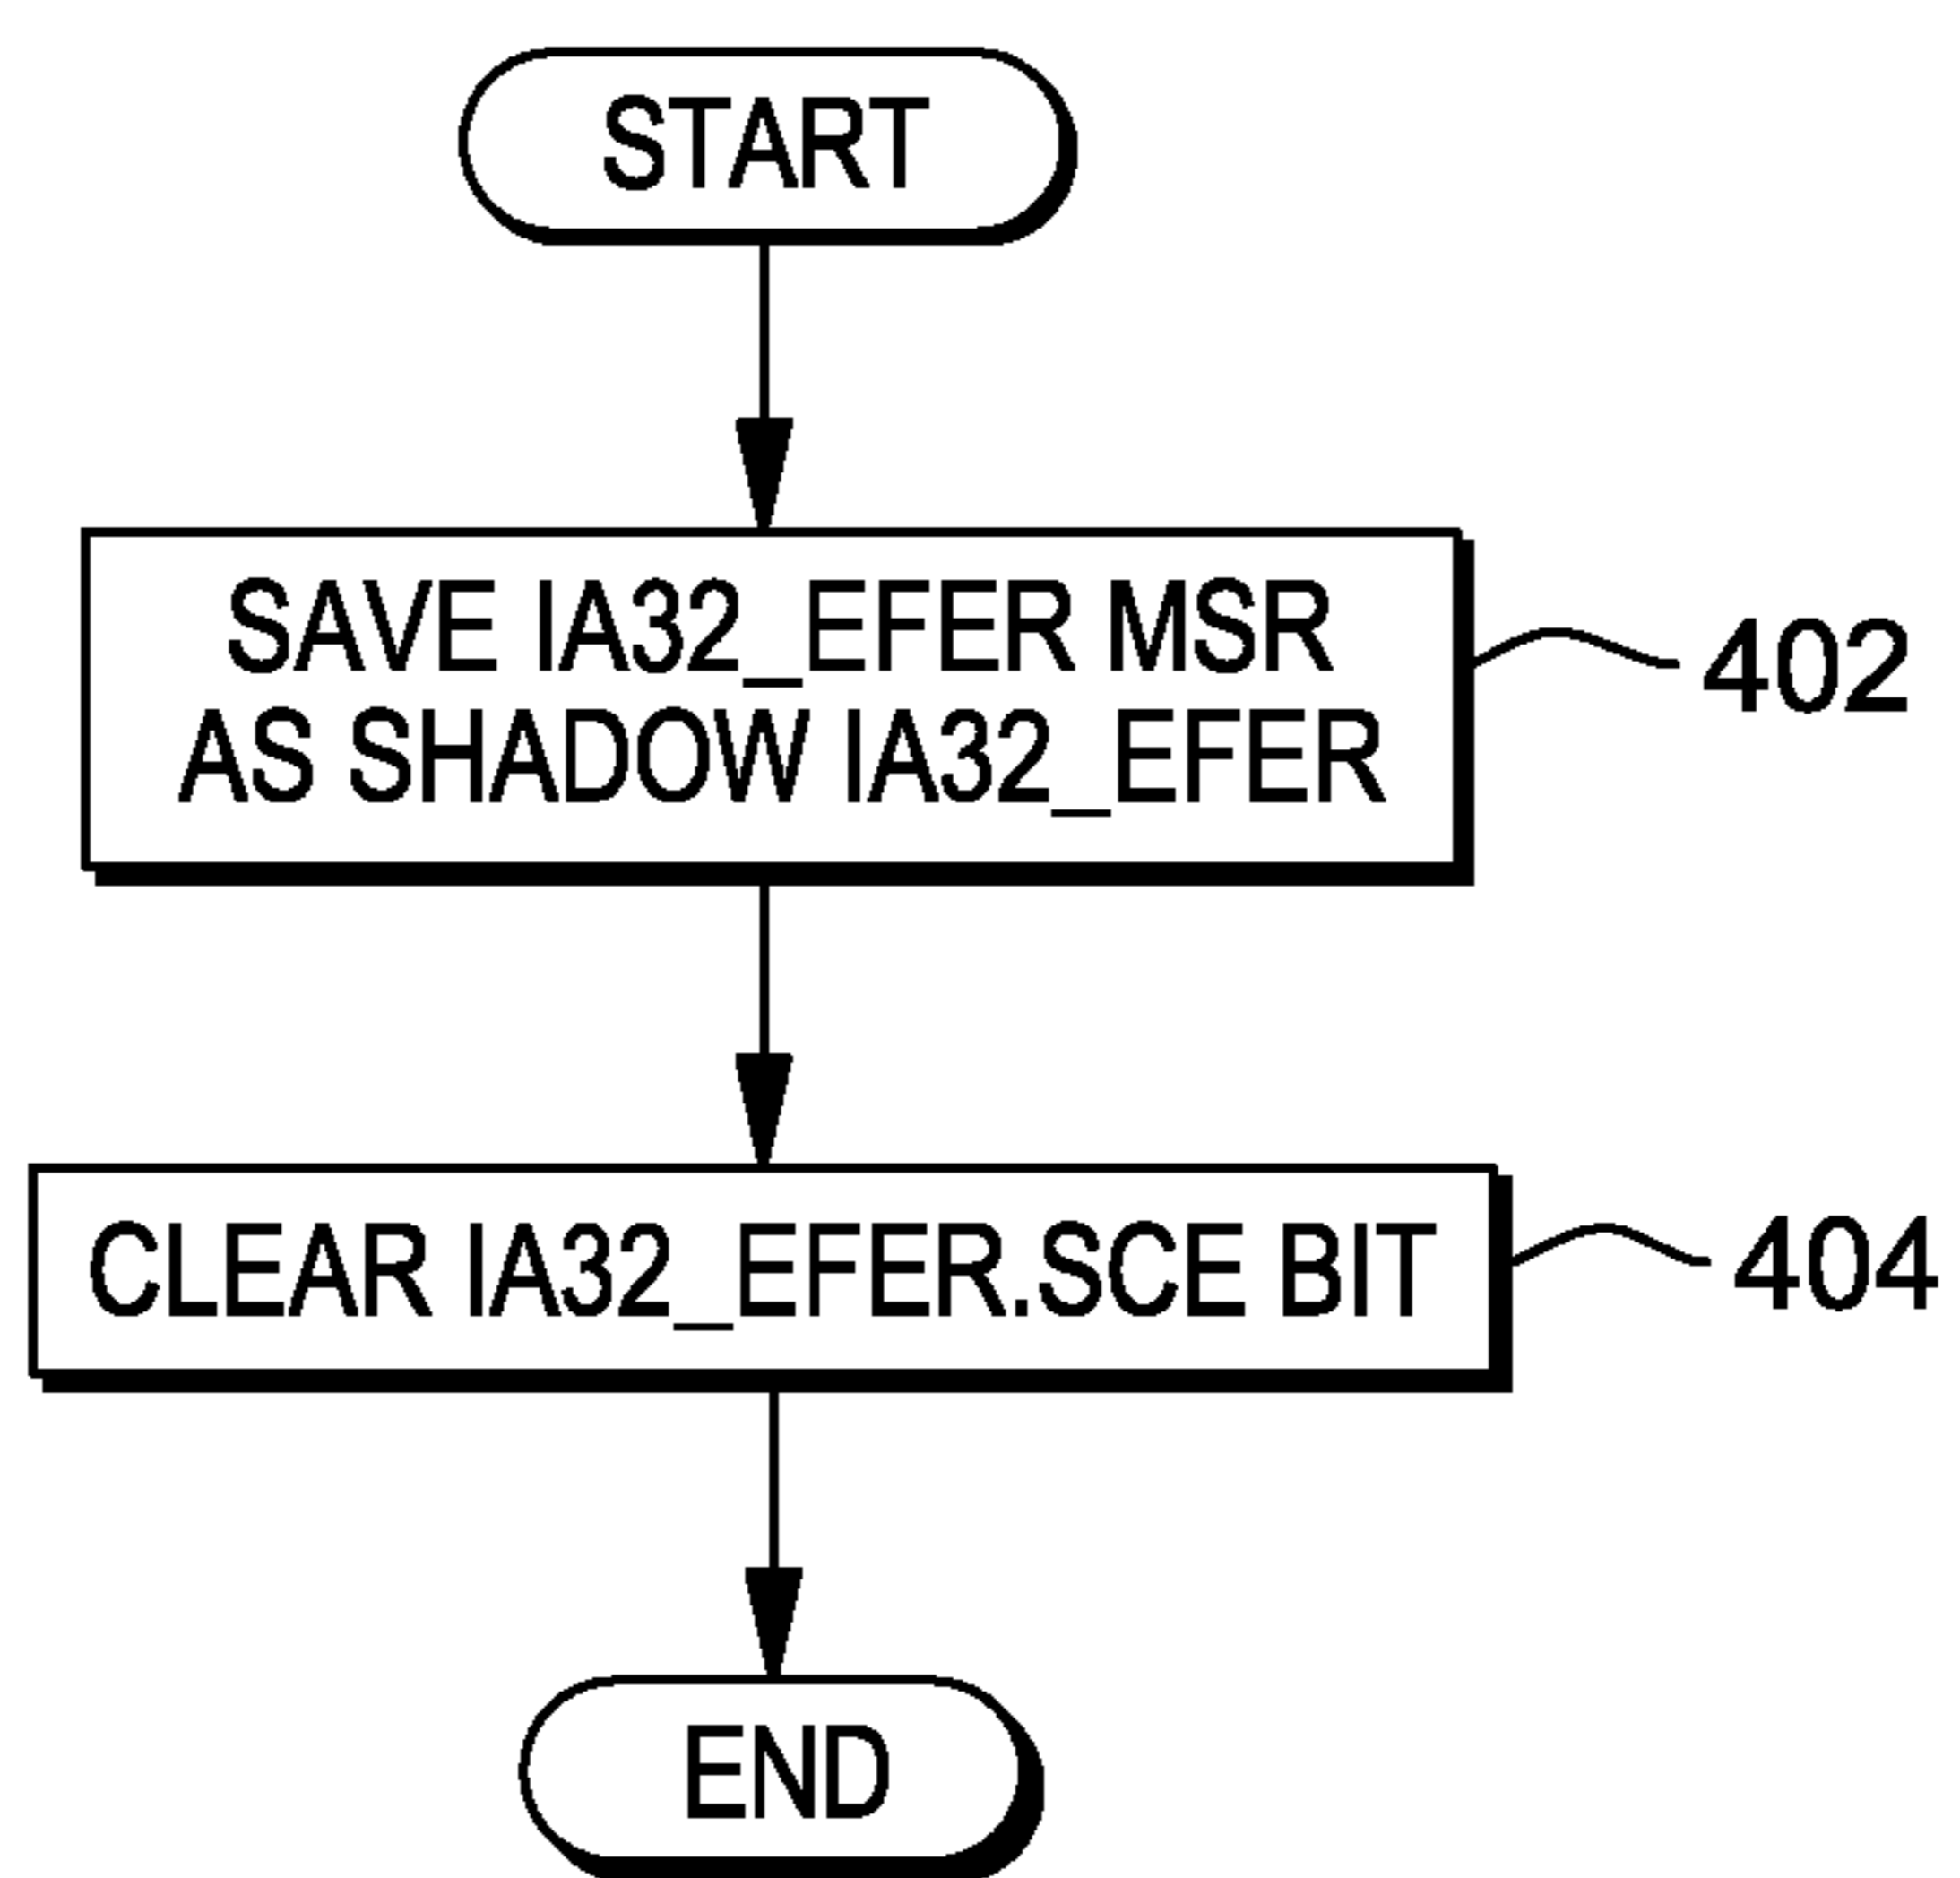 START
SAVE IA32_EFER MSR
AS SHADOW IA32_EFER
402
CLEAR IA32_EFER.SCE BIT
404
END